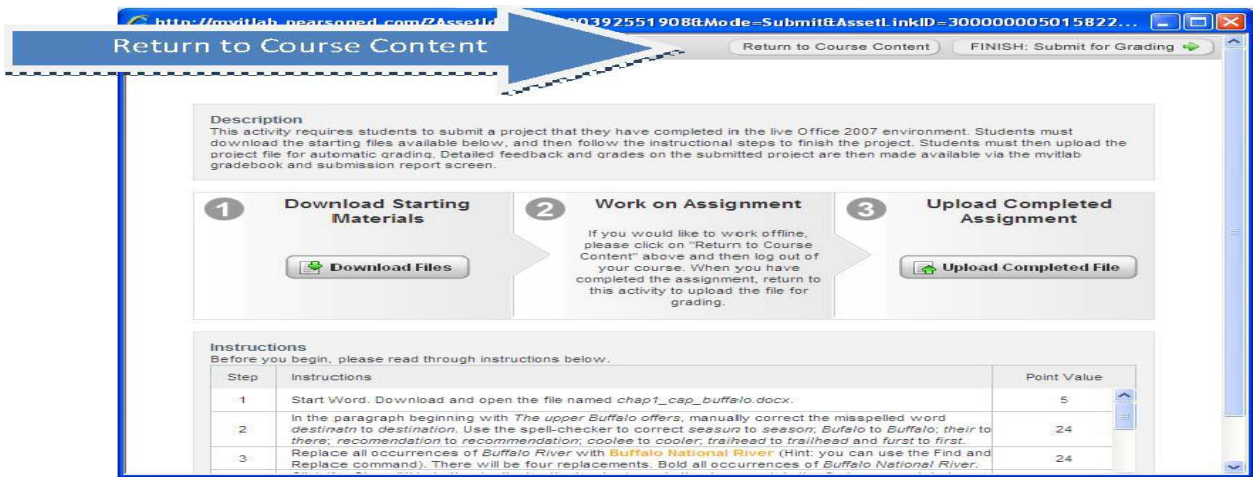 http://myitlab.pearsoned.com/?AssetId
00392551908&Mode=Submit&AssetLinkID=300000005015822...
Return to Course Content
Return to Course Content
FINISH: Submit for Grading
Description
This activity requires students to submit a project that they have completed in the live Office 2007 environment. Students must
download the starting files available below, and then follow the instructional steps to finish the project. Students must then upload the
project file for automatic grading. Detailed feedback and grades on the submitted project are then made available via the myitlab
gradebook and submission report screen.
1
Download Starting
Materials
Download Files
2
Work on Assignment
If you would like to work offline,
please click on "Return to Course
Content" above and then log out of
your course. When you have
completed the assignment, return to
this activity to upload the file for
grading.
3
Upload Completed
Assignment
Upload Completed File
Instructions
Before you begin, please read through instructions below.
Step Instructions Point Value
1 Start Word. Download and open the file named chap1_cap_buffalo.docx. 5
In the paragraph beginning with The upper Buffalo offers, manually correct the misspelled word
2 destinatn to destination. Use the spell-checker to correct seasun to season; Bufalo to Buffalo; their to 24
there; recomendation to recommendation; coolee to cooler; traihead to trailhead and furst to first.
Replace all occurrences of Buffalo River with Buffalo National River (Hint: you can use the Find and
3 Replace command). There will be four replacements. Bold all occurrences of Buffalo National River. 24